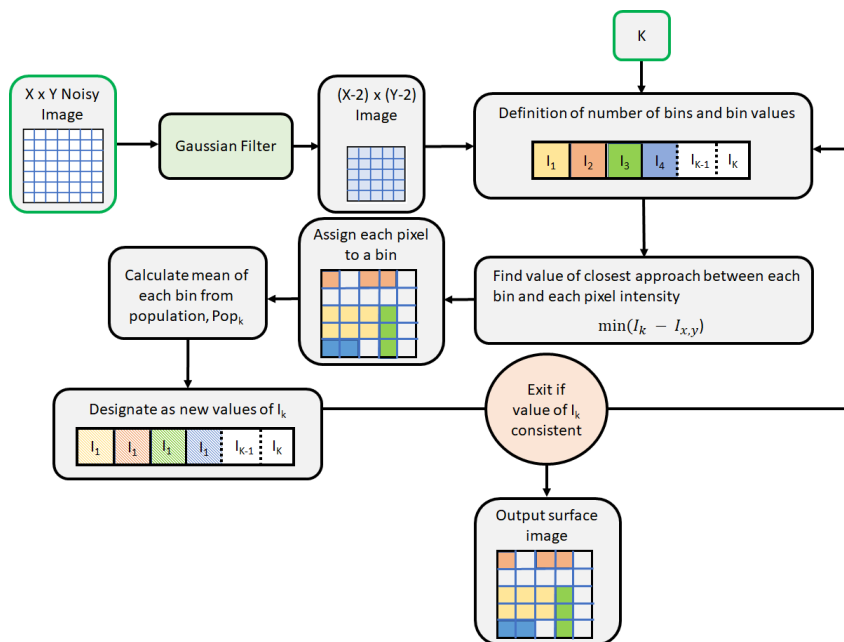 K
X x Y Noisy
Image
Gaussian Filter
(X-2) x (Y-2)
Image
Definition of number of bins and bin values
I1 I2 I3 I4 IK-1 IK
Find value of closest approach between each
bin and each pixel intensity
min(Ik − Ix,y)
Assign each pixel
to a bin
Calculate mean of
each bin from
population, Popk
Designate as new values of Ik
I1 I1 I1 I1 IK-1 IK
Exit if
value of Ik
consistent
Output surface
image